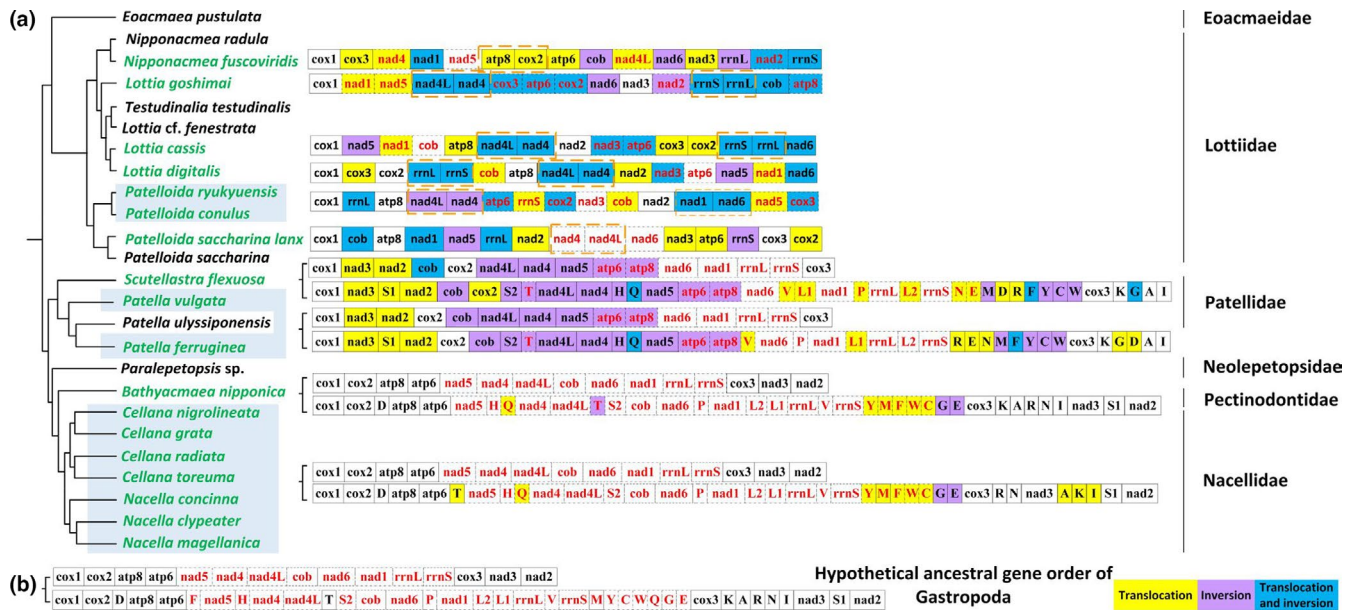 (a)
Eoacmaea pustulata Eoacmaeidae
Nipponacmea radula
Nipponacmea fuscoviridis cox1 cox3 nad4 nad1 nad5 atp8 cox2 atp6 cob nad4L nad6 nad3 rrnL nad2 rrnS
Lottia goshimai cox1 nad1 nad5 nad4L nad4 cox3 atp6 cox2 nad6 nad3 nad2 rrnS rrnL cob atp8
Testudinalia testudinalis
Lottia cf. fenestrata
Lottiidae
Lottia cassis cox1 nad5 nad1 cob atp8 nad4L nad4 nad2 nad3 atp6 cox3 cox2 rrnS rrnL nad6
Lottia digitalis cox1 cox3 cox2 rrnL rrnS cob atp8 nad4L nad4 nad2 nad3 atp6 nad5 nad1 nad6
Patelloida ryukyuensis
cox1 rrnL atp8 nad4L nad4 atp6 rrnS cox2 nad3 cob nad2 nad1 nad6 nad5 cox3
Patelloida conulus
Patelloida saccharina lanx cox1 cob atp8 nad1 nad5 rrnL nad2 nad4 nad4L nad6 nad3 atp6 rrnS cox3 cox2
Patelloida saccharina
cox1 nad3 nad2 cob cox2 nad4L nad4 nad5 atp6 atp8 nad6 nad1 rrnL rrnS cox3
Scutellastra flexuosa
cox1 nad3 S1 nad2 cob cox2 S2 T nad4L nad4 H Q nad5 atp6 atp8 nad6 V L1 nad1 P rrnL L2 rrnS N E M D R F Y C W cox3 K G A I
Patella vulgata Patellidae
cox1 nad3 nad2 cox2 cob nad4L nad4 nad5 atp6 atp8 nad6 nad1 rrnL rrnS cox3
Patella ulyssiponensis
Patella ferruginea cox1 nad3 S1 nad2 cox2 cob S2 T nad4L nad4 H Q nad5 atp6 atp8 V nad6 P nad1 L1 rrnL L2 rrnS R E N M F Y C W cox3 K G D A I
Paralepetopsis sp. Neolepetopsidae
cox1 cox2 atp8 atp6 nad5 nad4 nad4L cob nad6 nad1 rrnL rrnS cox3 nad3 nad2
Bathyacmaea nipponica Pectinodontidae
cox1 cox2 D atp8 atp6 nad5 H Q nad4 nad4L T S2 cob nad6 P nad1 L2 L1 rrnL V rrnS Y M F W C G E cox3 K A R N I nad3 S1 nad2
Cellana nigrolineata
Cellana grata
Cellana radiata
Cellana toreuma
cox1 cox2 atp8 atp6 nad5 nad4 nad4L cob nad6 nad1 rrnL rrnS cox3 nad3 nad2
Nacellidae
cox1 cox2 D atp8 atp6 T nad5 H Q nad4 nad4L S2 cob nad6 P nad1 L2 L1 rrnL V rrnS Y M F W C G E cox3 R N nad3 A K I S1 nad2
Nacella concinna
Nacella clypeater
Nacella magellanica
(b)
cox1 cox2 atp8 atp6 nad5 nad4 nad4L cob nad6 nad1 rrnL rrnS cox3 nad3 nad2
cox1 cox2 D atp8 atp6 F nad5 H nad4 nad4L T S2 cob nad6 P nad1 L2 L1 rrnL V rrnS M Y C W Q G E cox3 K A R N I nad3 S1 nad2
Hypothetical ancestral gene order of
Gastropoda
Translocation Inversion Translocation
and inversion